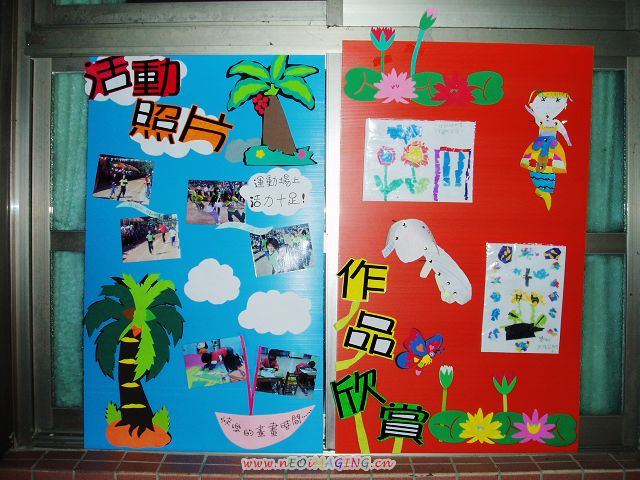 活動
照片
運動場上
活力十足!
快樂的畫畫時間……
作
品
欣
賞
www.nEOiMAGING.cn